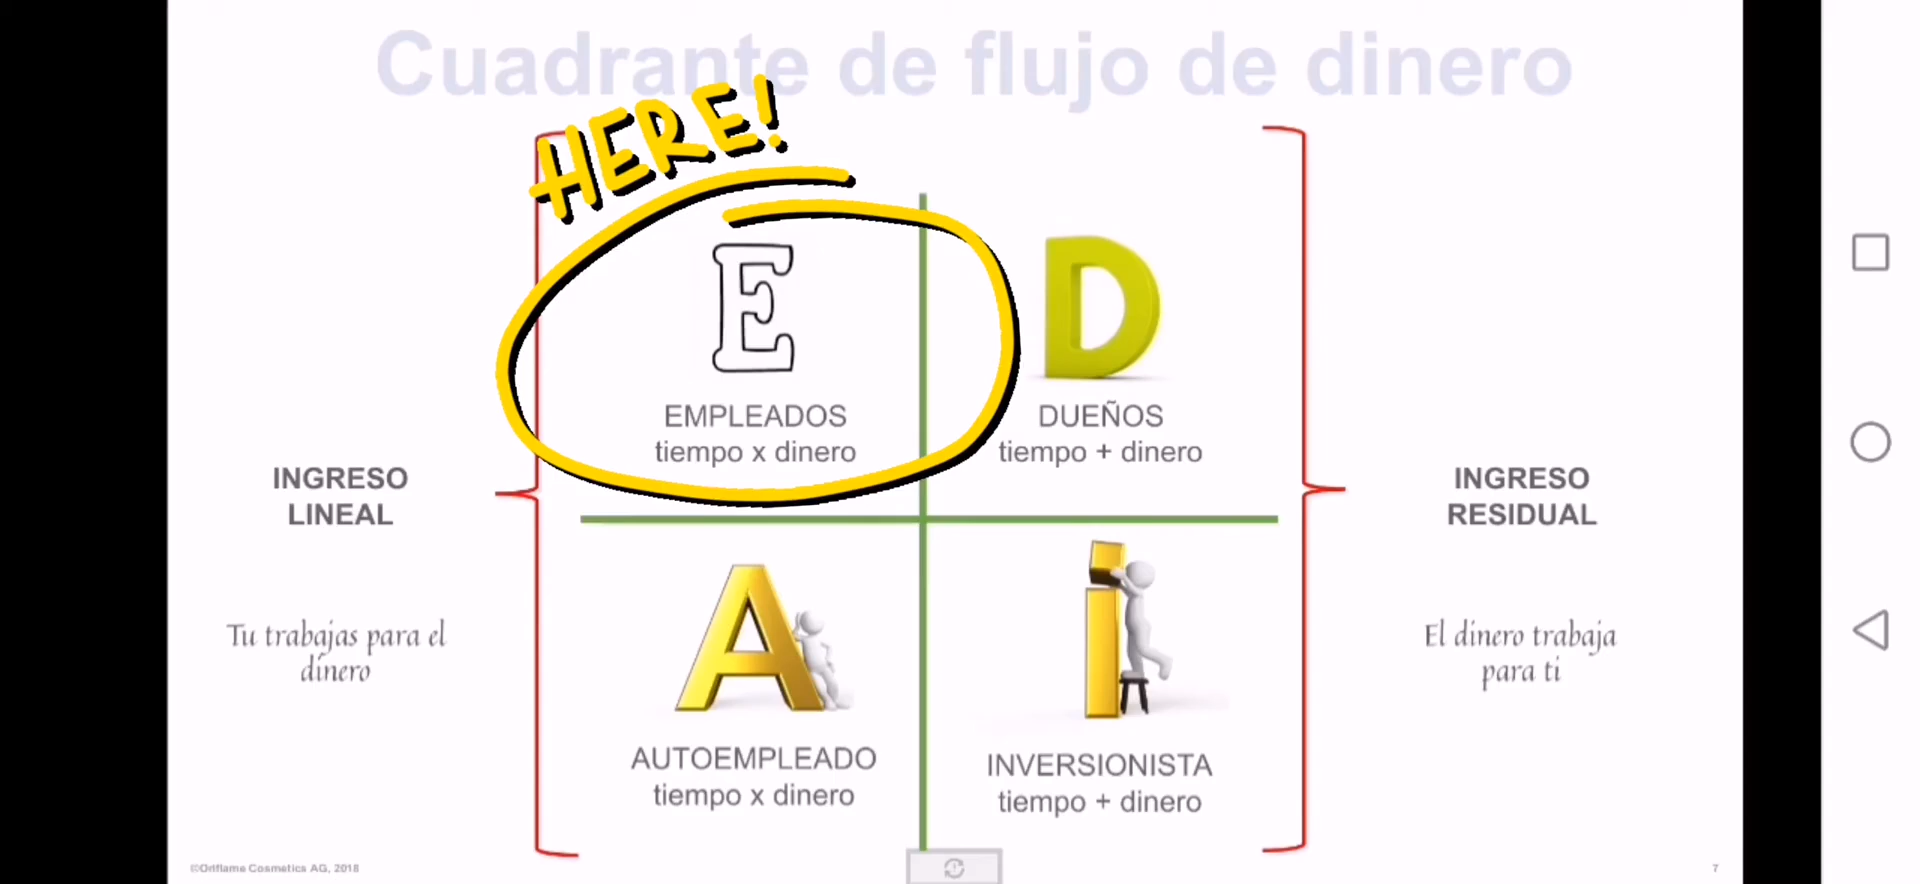 Cuadrante de flujo de dinero
HERE!
E
EMPLEADOS
tiempo x dinero
D
DUEÑOS
tiempo + dinero
INGRESO
LINEAL
Tu trabajas para el
dinero
INGRESO
RESIDUAL
El dinero trabaja
para ti
A
AUTOEMPLEADO
tiempo x dinero
i
INVERSIONISTA
tiempo + dinero
©Oriflame Cosmetics AG, 2018
7